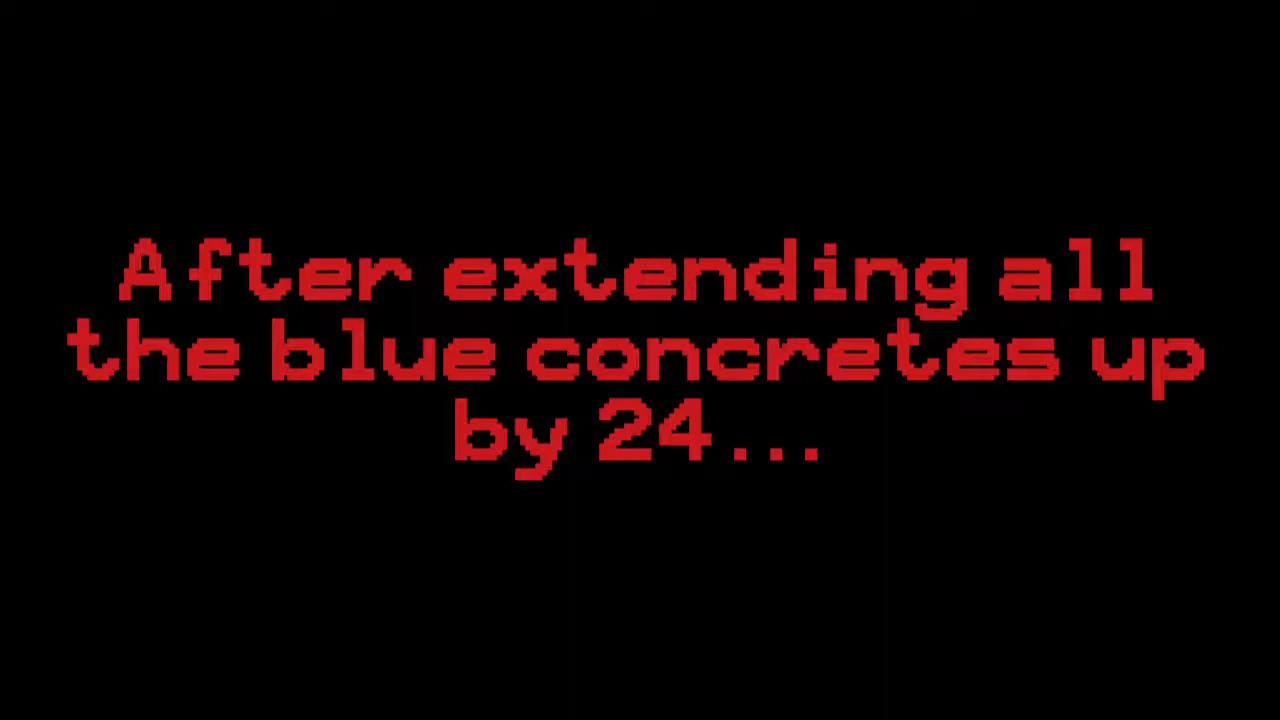 After extending all
the blue concretes up
by 24...